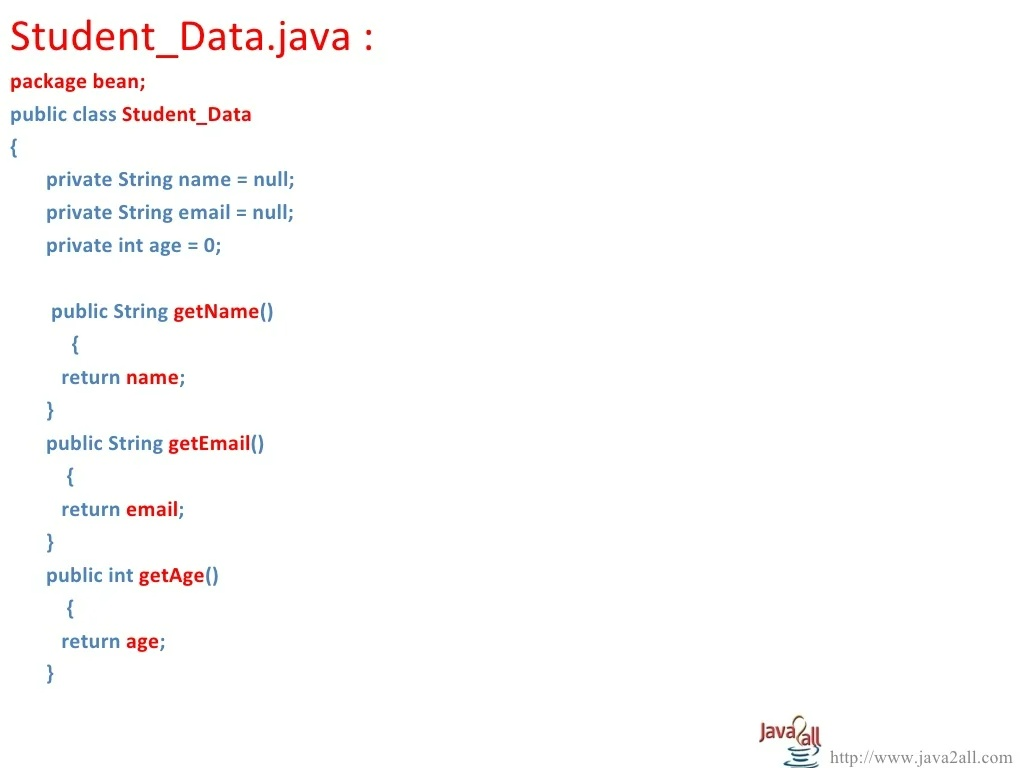 Student_Data.java :
package bean;
public class Student_Data
{
private String name = null;
private String email = null;
private int age = 0;
public String getName()
{
return name;
}
public String getEmail()
{
return email;
}
public int getAge()
{
return age;
}
Java2all
http://www.java2all.com